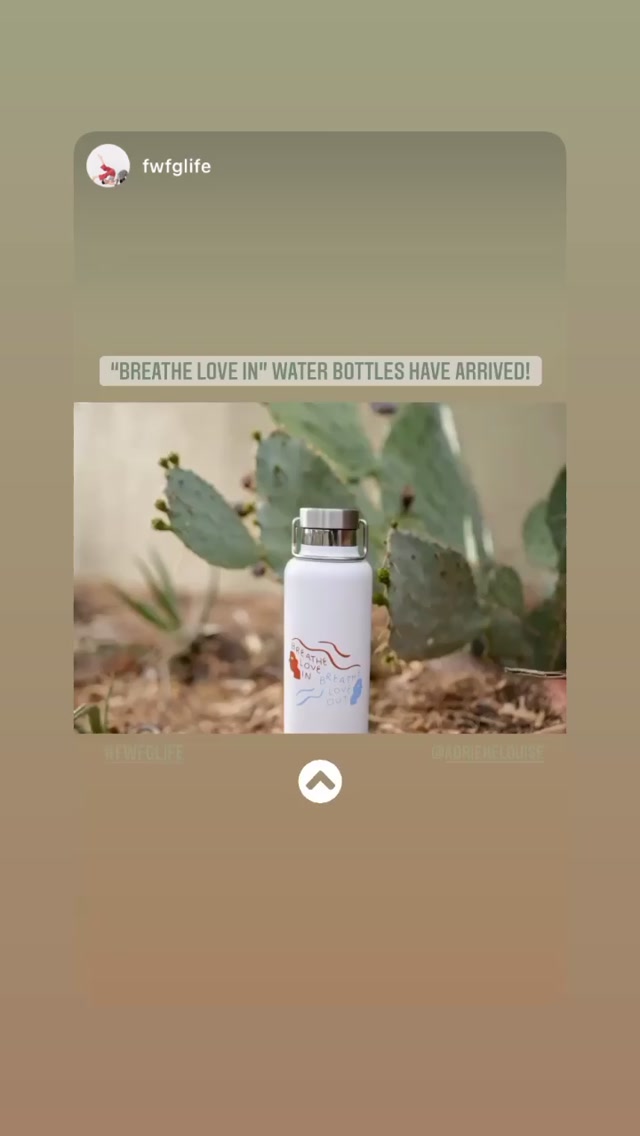 fwfglife
“BREATHE LOVE IN” WATER BOTTLES HAVE ARRIVED!
BREATHE
LOVE
IN
BREATHE
LOVE
OUT
#FWFGLIFE
@ADRIENELOUISE